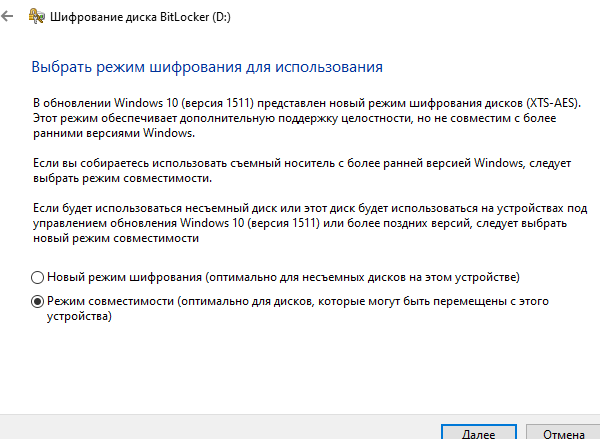 Шифрование диска BitLocker (D:)
Выбрать режим шифрования для использования
В обновлении Windows 10 (версия 1511) представлен новый режим шифрования дисков (XTS-AES).
Этот режим обеспечивает дополнительную поддержку целостности, но не совместим с более
ранними версиями Windows.
Если вы собираетесь использовать съемный носитель с более ранней версией Windows, следует
выбрать режим совместимости.
Если будет использоваться несъемный диск или этот диск будет использоваться на устройствах под
управлением обновления Windows 10 (версия 1511) или более поздних версий, следует выбрать
новый режим совместимости
Новый режим шифрования (оптимально для несъемных дисков на этом устройстве)
Режим совместимости (оптимально для дисков, которые могут быть перемещены с этого
устройства)
Далее
Отмена